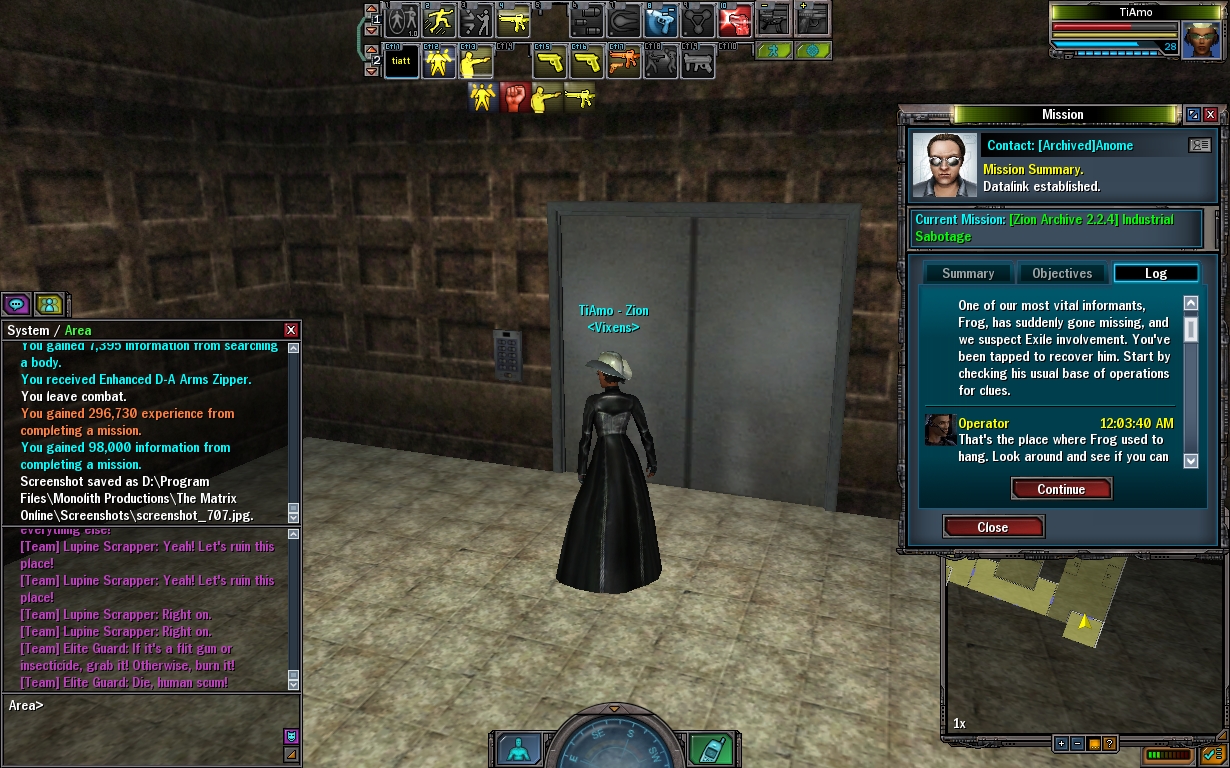 TiAmo
28
1
2
Ctl1
tiatt
Mission
Contact: [Archived]Anome
Mission Summary.
Datalink established.
Current Mission: [Zion Archive 2.2.4] Industrial
Sabotage
Summary
Objectives
Log
One of our most vital informants,
Frog, has suddenly gone missing, and
we suspect Exile involvement. You've
been tapped to recover him. Start by
checking his usual base of operations
for clues.
Operator 12:03:40 AM
That's the place where Frog used to
hang. Look around and see if you can
Continue
Close
TiAmo - Zion
<Vixens>
System / Area
You gained 7,395 information from searching
a body.
You received Enhanced D-A Arms Zipper.
You leave combat.
You gained 296,730 experience from
completing a mission.
You gained 98,000 information from
completing a mission.
Screenshot saved as D:\Program
Files\Monolith Productions\The Matrix
Online\Screenshots\screenshot_707.jpg.
everything else!
[Team] Lupine Scrapper: Yeah! Let's ruin this
place!
[Team] Lupine Scrapper: Yeah! Let's ruin this
place!
[Team] Lupine Scrapper: Right on.
[Team] Lupine Scrapper: Right on.
[Team] Elite Guard: If it's a flit gun or
insecticide, grab it! Otherwise, burn it!
[Team] Elite Guard: Die, human scum!
Area>
E SE S SW
1x